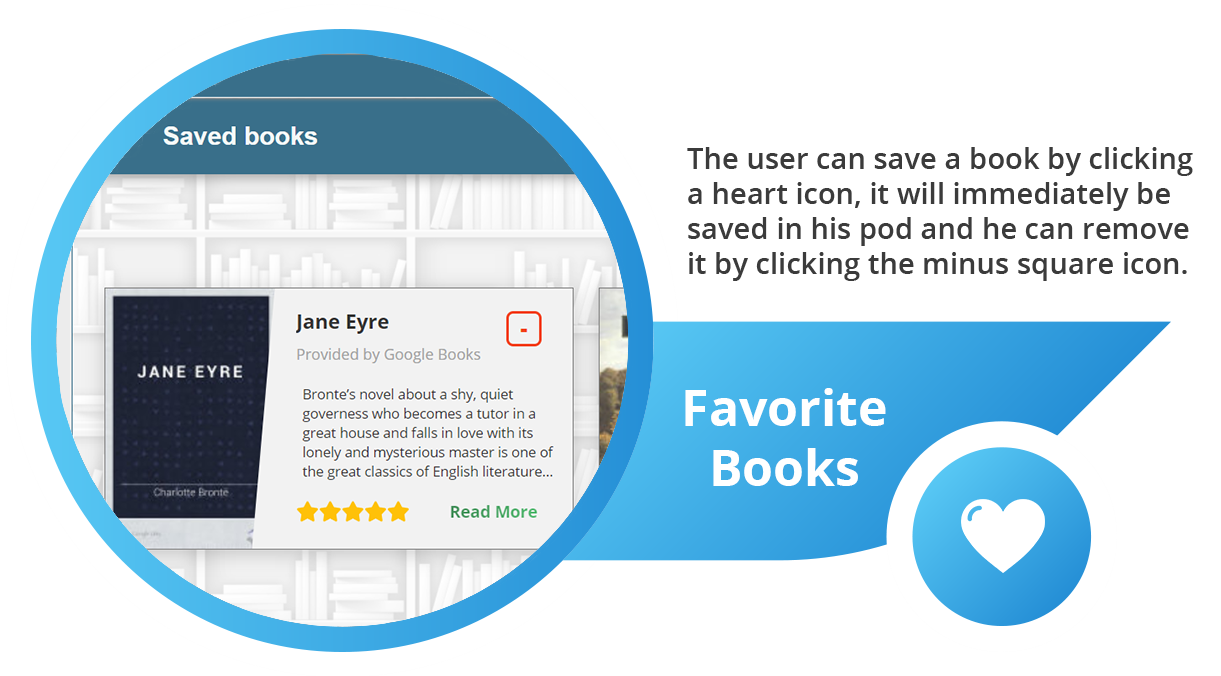 Saved books
Jane Eyre
-
Provided by Google Books
JANE EYRE
Charlotte Brontë
Bronte’s novel about a shy, quiet
governess who becomes a tutor in a
great house and falls in love with its
lonely and mysterious master is one of
the great classics of English literature...
Read More
The user can save a book by clicking
a heart icon, it will immediately be
saved in his pod and he can remove
it by clicking the minus square icon.
Favorite
Books